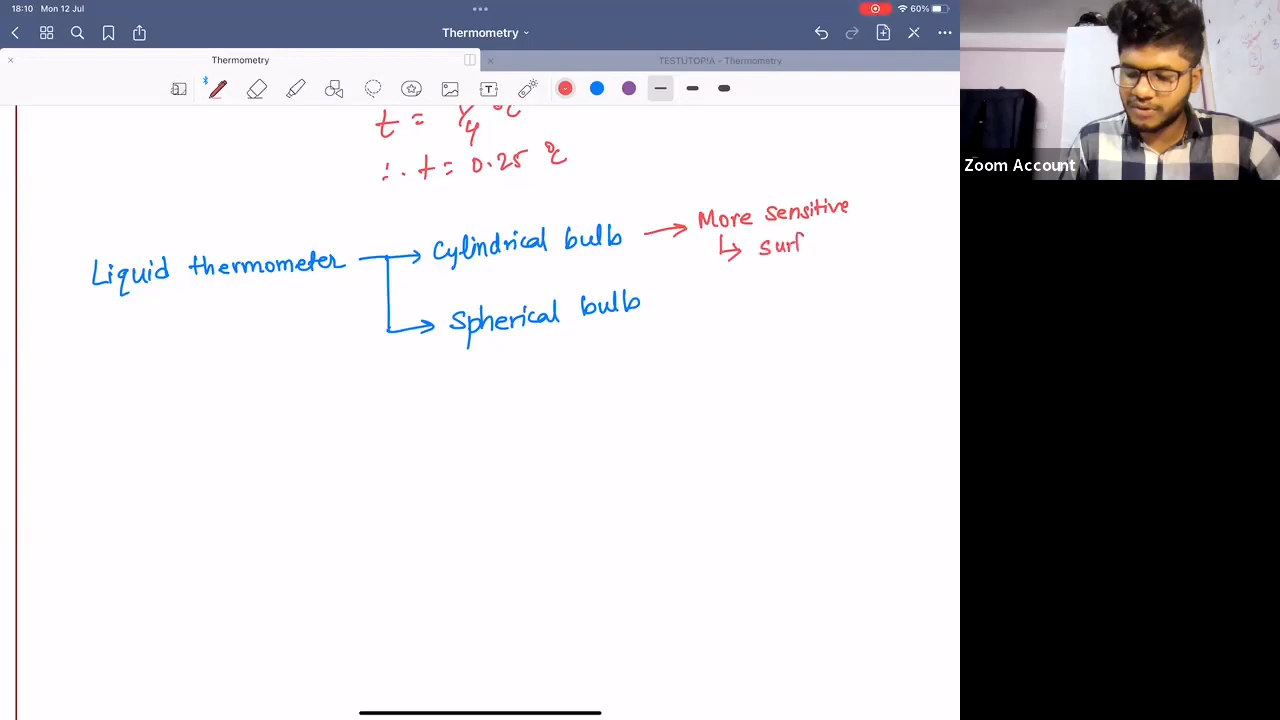 18:10 Mon 12 Jul
60%
Thermometry
Thermometry
TESTUTOPIA - Thermometry
Zoom Account
t = 1/4 °C
∴ t = 0.25 °C
Liquid thermometer → Cylindrical bulb → More sensitive
↳ surf
→ Spherical bulb